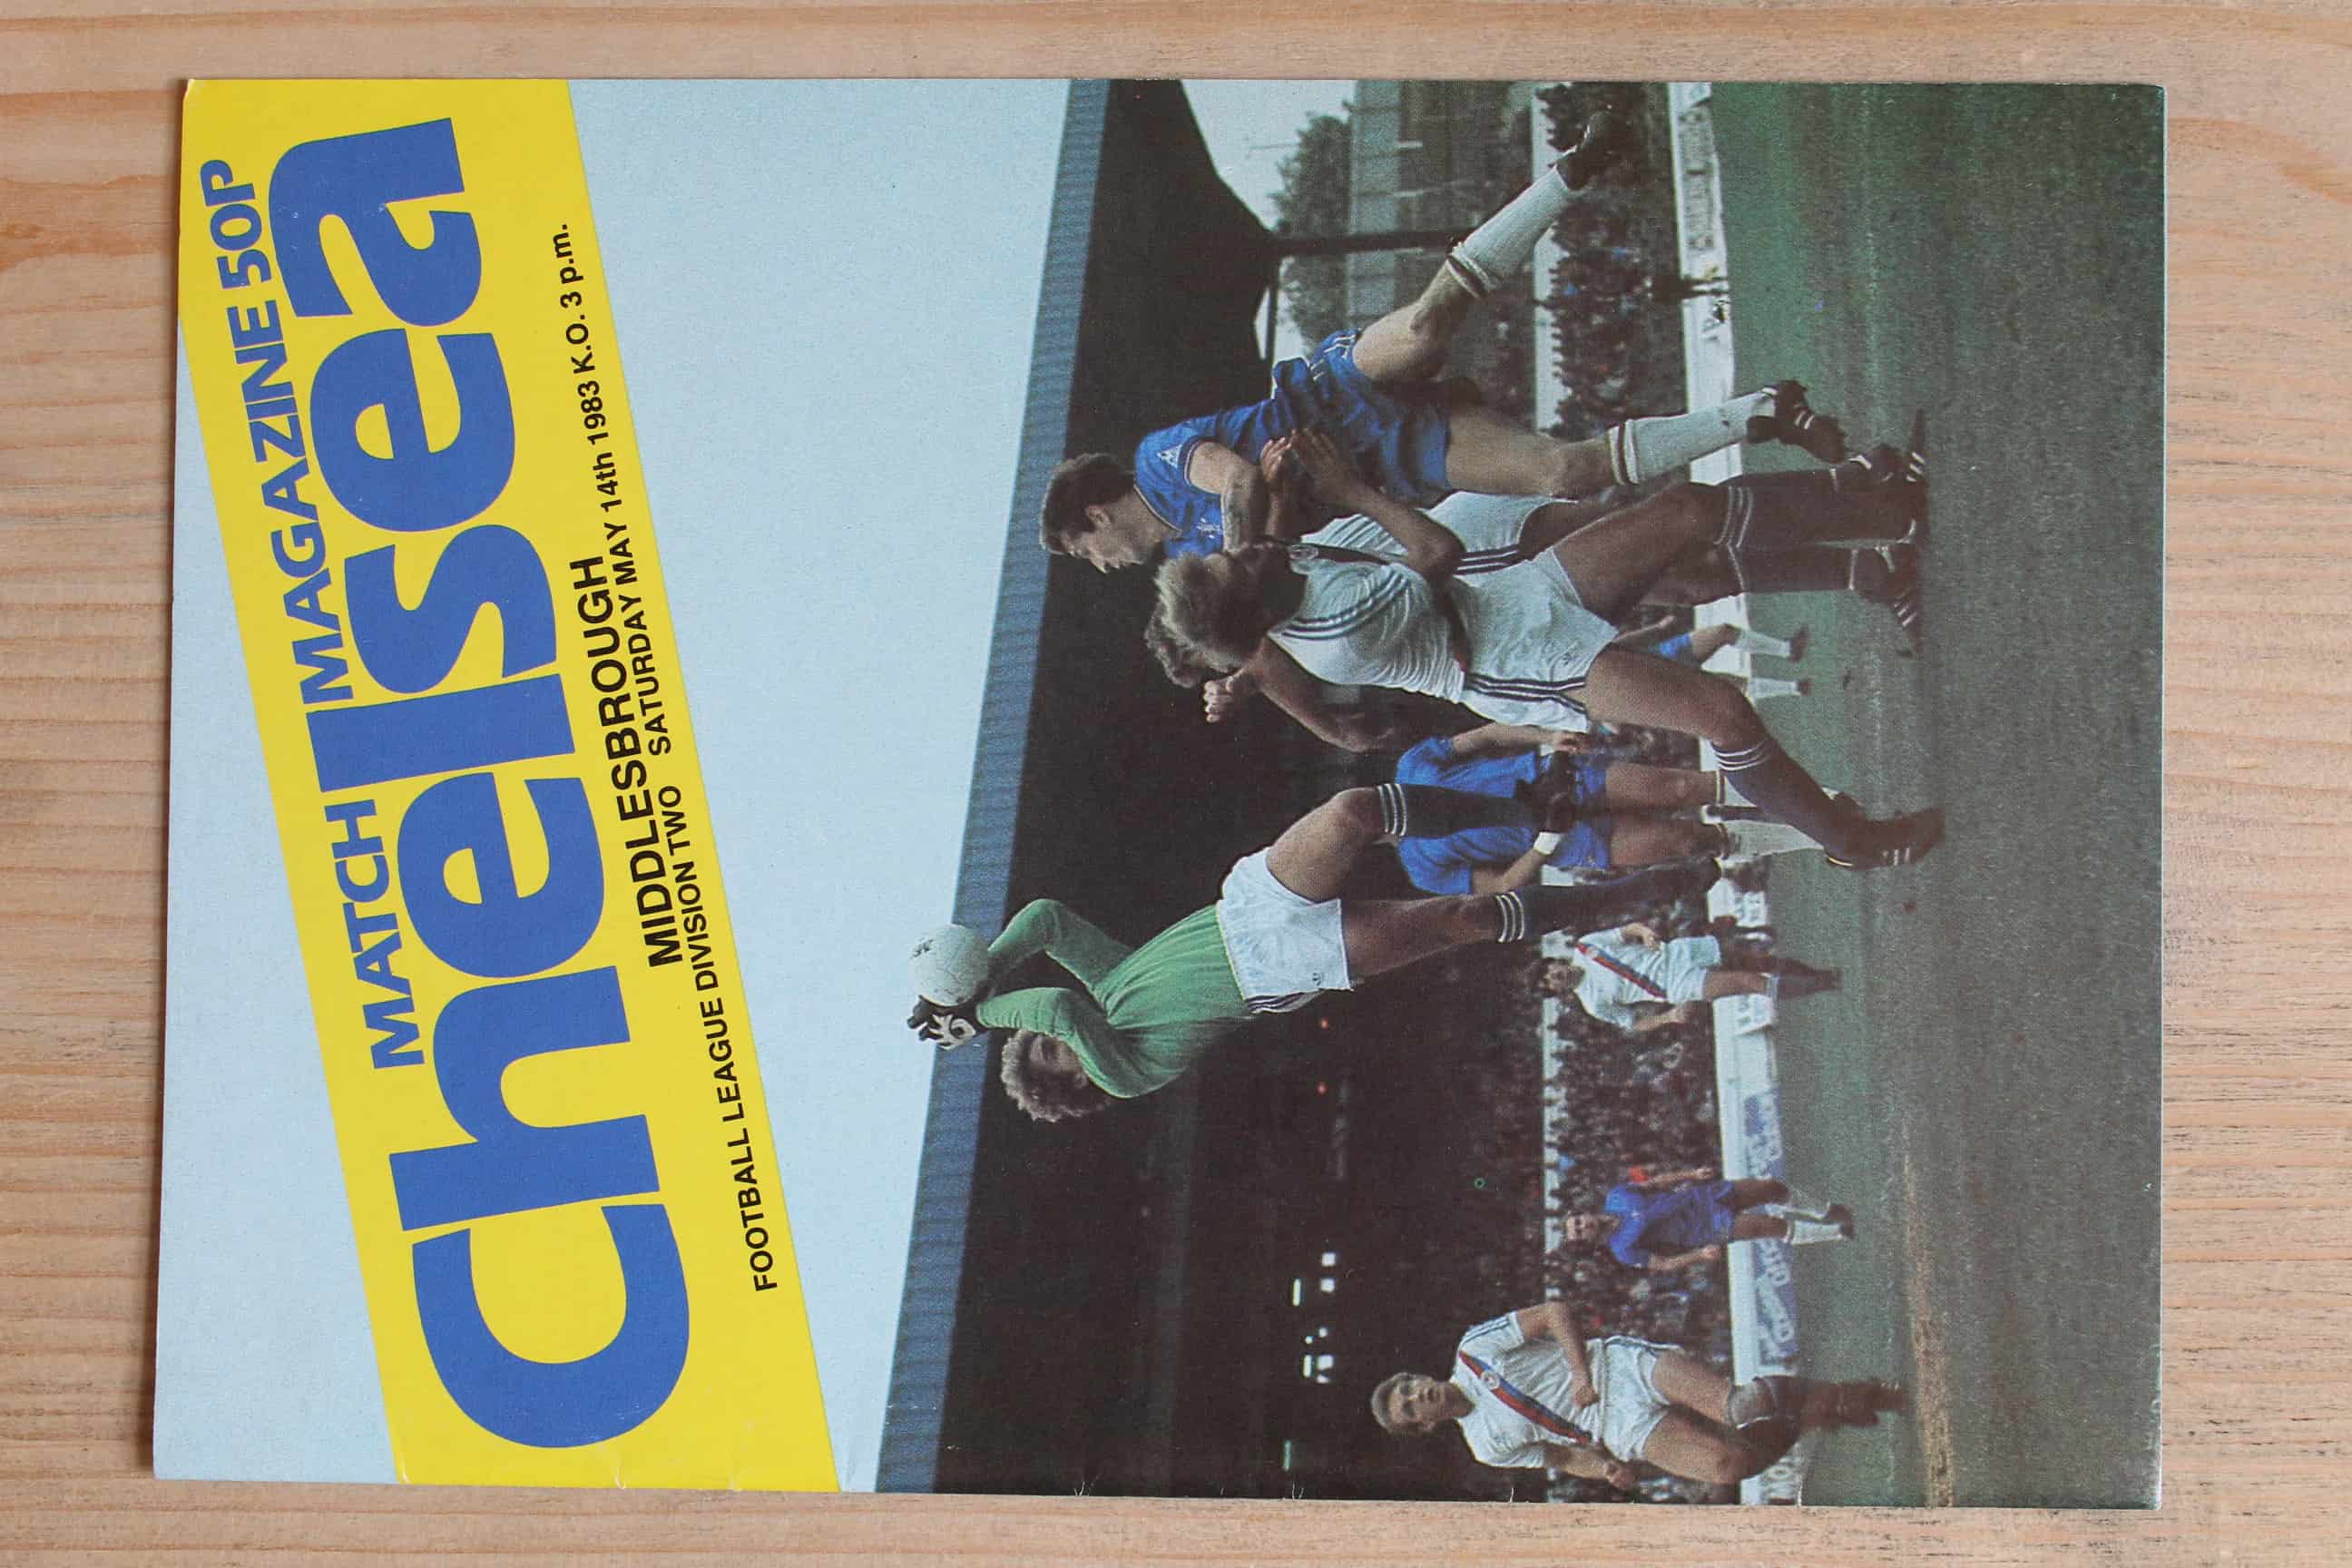 MATCH MAGAZINE 50P
Chelsea
MIDDLESBROUGH
FOOTBALL LEAGUE DIVISION TWO SATURDAY MAY 14th 1983 K.O. 3 p.m.